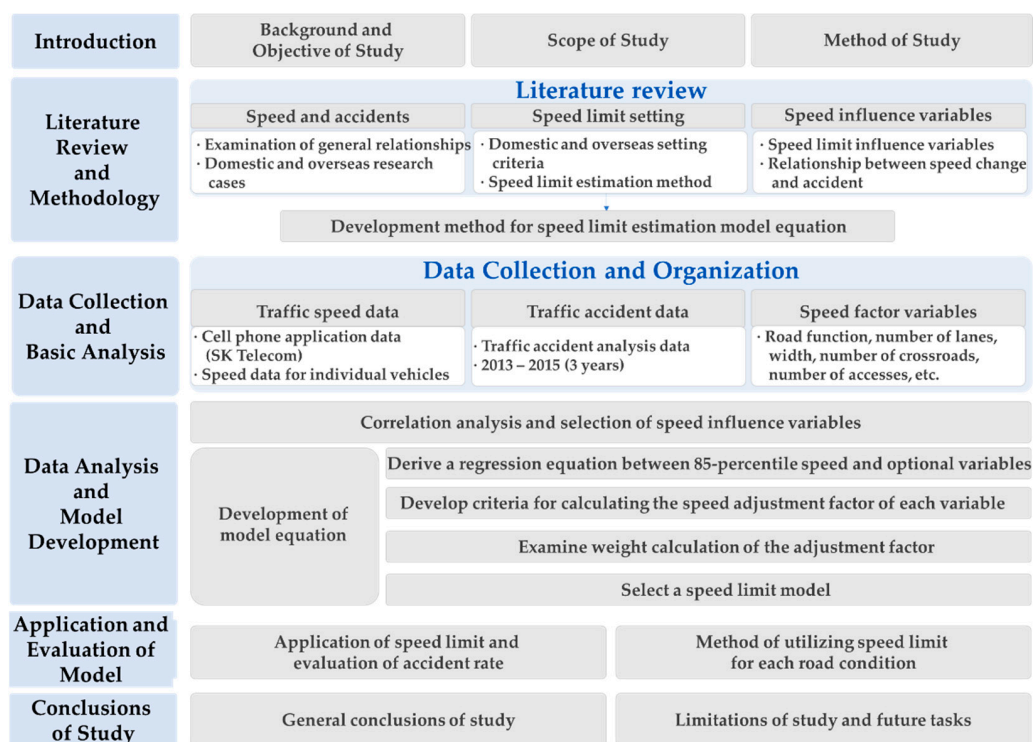 Introduction
Background and
Objective of Study
Scope of Study
Method of Study
Literature
Review
and
Methodology
Literature review
Speed and accidents
· Examination of general relationships
· Domestic and overseas research
cases
Speed limit setting
· Domestic and overseas setting
criteria
· Speed limit estimation method
Speed influence variables
· Speed limit influence variables
· Relationship between speed change
and accident
Development method for speed limit estimation model equation
Data Collection
and
Basic Analysis
Data Collection and Organization
Traffic speed data
· Cell phone application data
(SK Telecom)
· Speed data for individual vehicles
Traffic accident data
· Traffic accident analysis data
· 2013 – 2015 (3 years)
Speed factor variables
· Road function, number of lanes,
width, number of crossroads,
number of accesses, etc.
Data Analysis
and
Model
Development
Correlation analysis and selection of speed influence variables
Development of
model equation
Derive a regression equation between 85-percentile speed and optional variables
Develop criteria for calculating the speed adjustment factor of each variable
Examine weight calculation of the adjustment factor
Select a speed limit model
Application and
Evaluation of
Model
Application of speed limit and
evaluation of accident rate
Method of utilizing speed limit
for each road condition
Conclusions
of Study
General conclusions of study
Limitations of study and future tasks